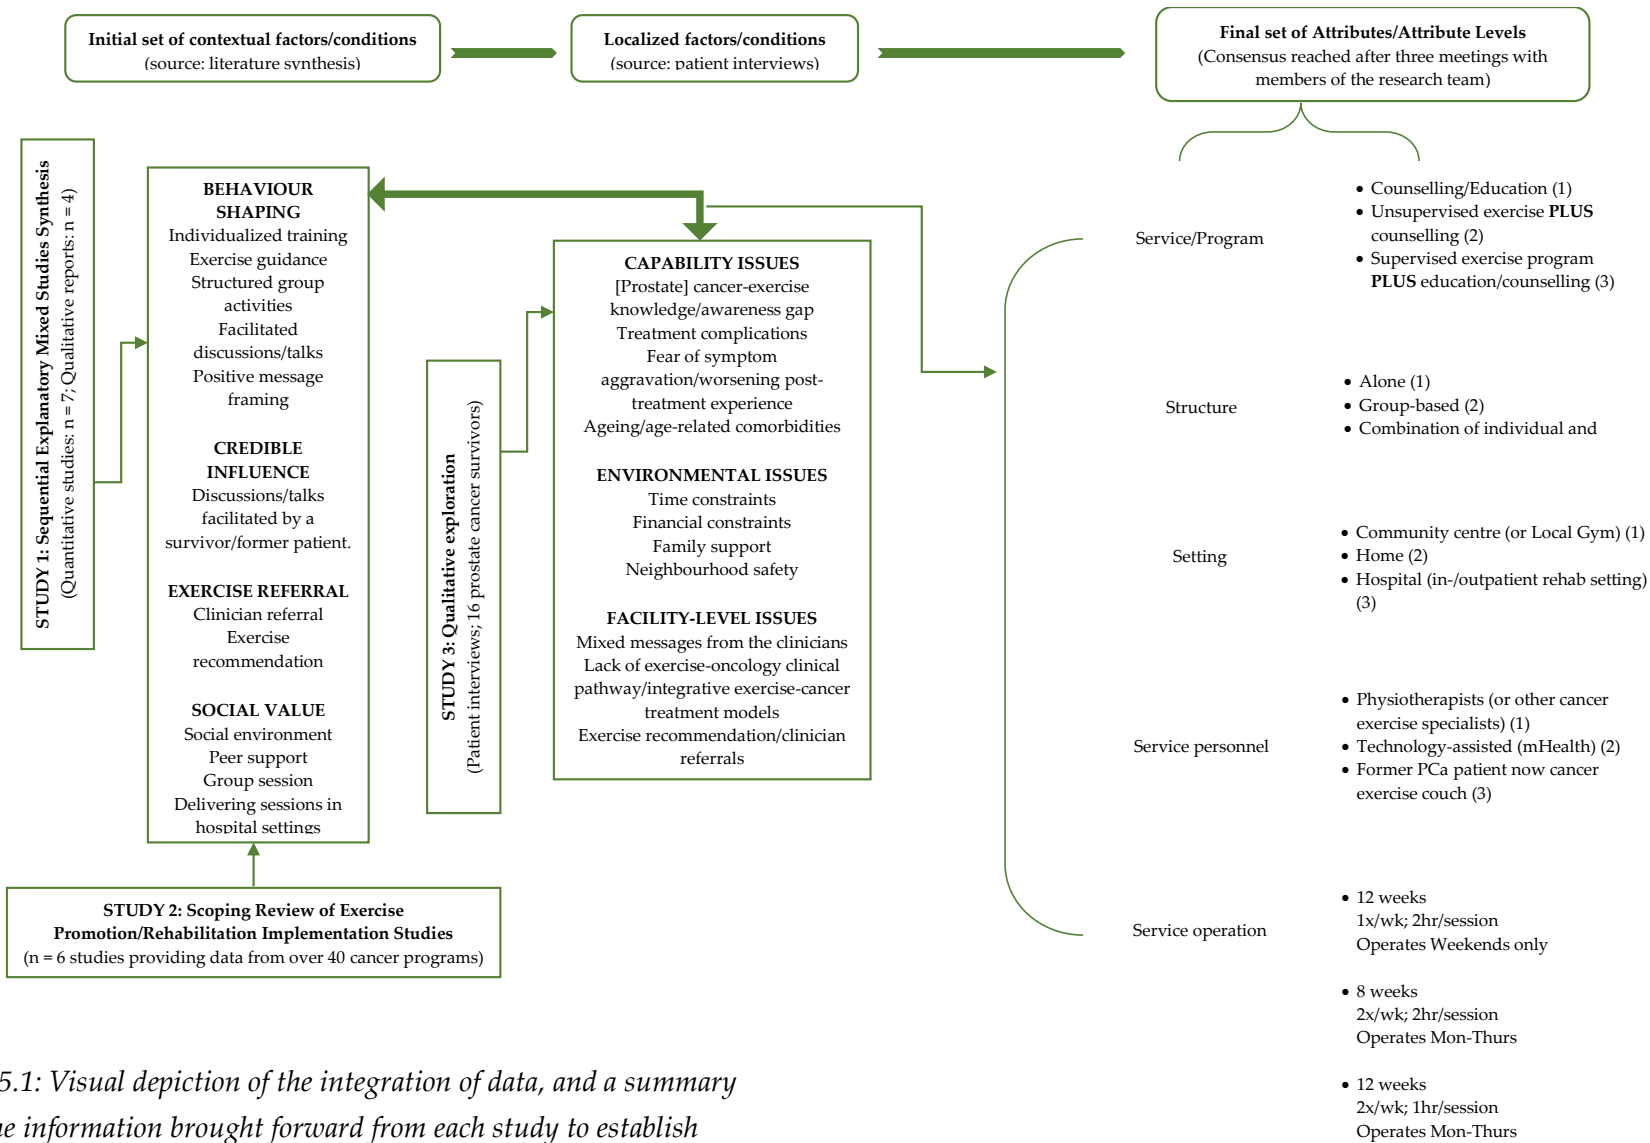 Initial set of contextual factors/conditions
(source: literature synthesis)
Localized factors/conditions
(source: patient interviews)
Final set of Attributes/Attribute Levels
(Consensus reached after three meetings with
members of the research team)
STUDY 1: Sequential Explanatory Mixed Studies Synthesis
(Quantitative studies: n = 7; Qualitative reports: n = 4)
BEHAVIOUR
SHAPING
Individualized training
Exercise guidance
Structured group
activities
Facilitated
discussions/talks
Positive message
framing
CREDIBLE
INFLUENCE
Discussions/talks
facilitated by a
survivor/former patient.
EXERCISE REFERRAL
Clinician referral
Exercise
recommendation
SOCIAL VALUE
Social environment
Peer support
Group session
Delivering sessions in
hospital settings
STUDY 2: Scoping Review of Exercise
Promotion/Rehabilitation Implementation Studies
(n = 6 studies providing data from over 40 cancer programs)
STUDY 3: Qualitative exploration
(Patient interviews; 16 prostate cancer survivors)
CAPABILITY ISSUES
[Prostate] cancer-exercise
knowledge/awareness gap
Treatment complications
Fear of symptom
aggravation/worsening post-
treatment experience
Ageing/age-related comorbidities
ENVIRONMENTAL ISSUES
Time constraints
Financial constraints
Family support
Neighbourhood safety
FACILITY-LEVEL ISSUES
Mixed messages from the clinicians
Lack of exercise-oncology clinical
pathway/integrative exercise-cancer
treatment models
Exercise recommendation/clinician
referrals
Service/Program
• Counselling/Education (1)
• Unsupervised exercise PLUS
counselling (2)
• Supervised exercise program
PLUS education/counselling (3)
Structure
• Alone (1)
• Group-based (2)
• Combination of individual and
Setting
• Community centre (or Local Gym) (1)
• Home (2)
• Hospital (in-/outpatient rehab setting)
(3)
Service personnel
• Physiotherapists (or other cancer
exercise specialists) (1)
• Technology-assisted (mHealth) (2)
• Former PCa patient now cancer
exercise couch (3)
Service operation
• 12 weeks
1x/wk; 2hr/session
Operates Weekends only
• 8 weeks
2x/wk; 2hr/session
Operates Mon-Thurs
• 12 weeks
2x/wk; 1hr/session
Operates Mon-Thurs
5.1: Visual depiction of the integration of data, and a summary
information brought forward from each study to establish